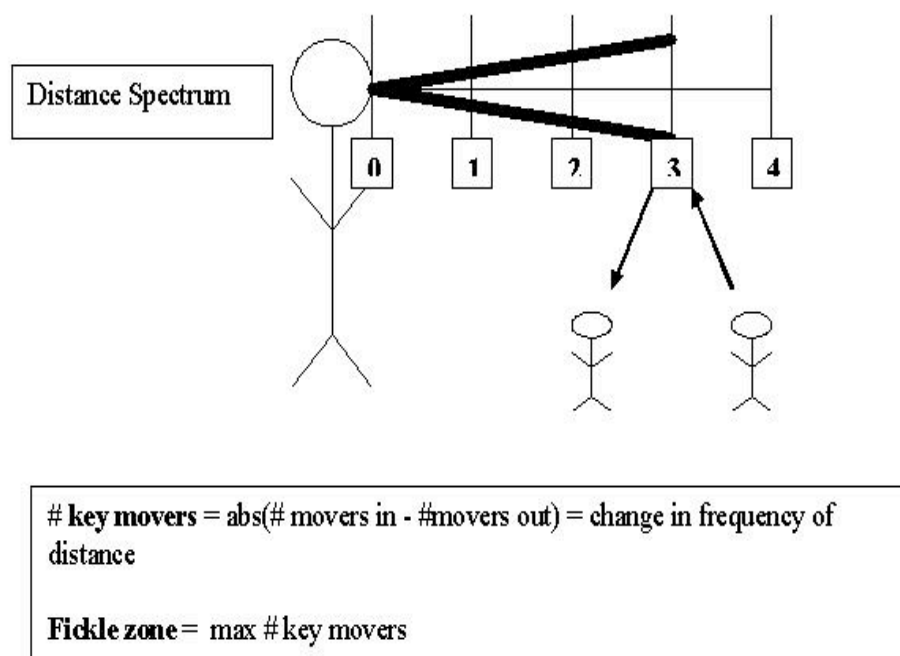 Distance Spectrum
0 1 2 3 4
# key movers = abs(# movers in - #movers out) = change in frequency of
distance
Fickle zone = max # key movers